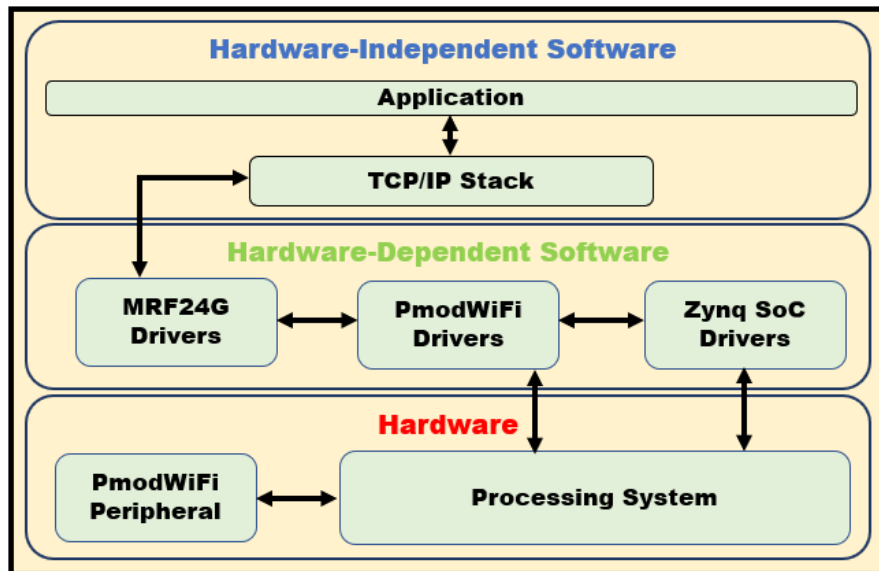 Hardware-Independent Software
Application
TCP/IP Stack
Hardware-Dependent Software
MRF24G
Drivers
PmodWiFi
Drivers
Zynq SoC
Drivers
Hardware
PmodWiFi
Peripheral
Processing System